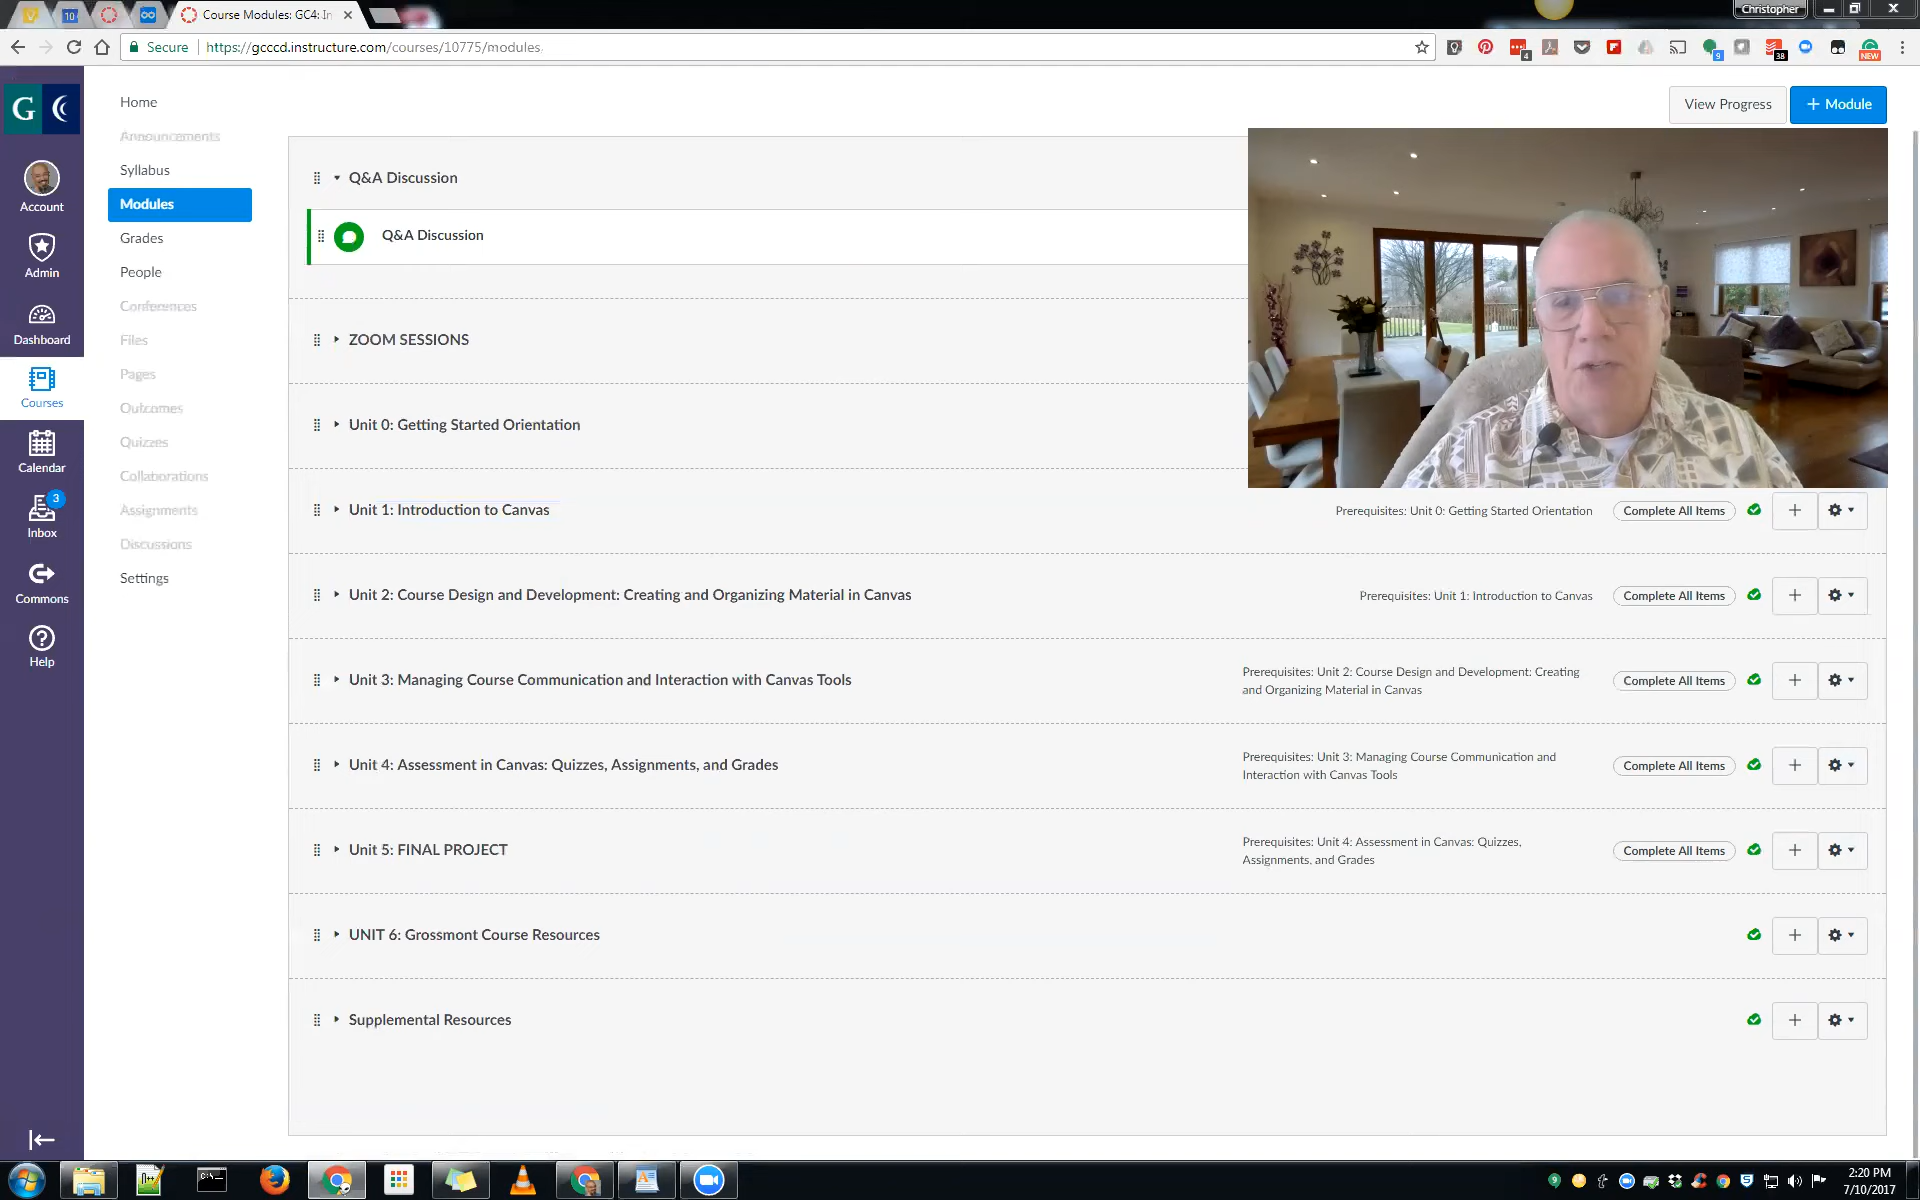 Course Modules: GC4: In
Christopher
Secure
https://gcccd.instructure.com/courses/10775/modules
4
9
38
NEW
G
Account
Admin
Dashboard
Courses
Calendar
3
Inbox
Commons
Help
Home
Announcements
Syllabus
Modules
Grades
People
Conferences
Files
Pages
Outcomes
Quizzes
Collaborations
Assignments
Discussions
Settings
View Progress
+ Module
Q&A Discussion
Q&A Discussion
ZOOM SESSIONS
Unit 0: Getting Started Orientation
Unit 1: Introduction to Canvas
Prerequisites: Unit 0: Getting Started Orientation
Complete All Items
Unit 2: Course Design and Development: Creating and Organizing Material in Canvas
Prerequisites: Unit 1: Introduction to Canvas
Complete All Items
Unit 3: Managing Course Communication and Interaction with Canvas Tools
Prerequisites: Unit 2: Course Design and Development: Creating
and Organizing Material in Canvas
Complete All Items
Unit 4: Assessment in Canvas: Quizzes, Assignments, and Grades
Prerequisites: Unit 3: Managing Course Communication and
Interaction with Canvas Tools
Complete All Items
Unit 5: FINAL PROJECT
Prerequisites: Unit 4: Assessment in Canvas: Quizzes,
Assignments, and Grades
Complete All Items
UNIT 6: Grossmont Course Resources
Supplemental Resources
2:20 PM
7/10/2017